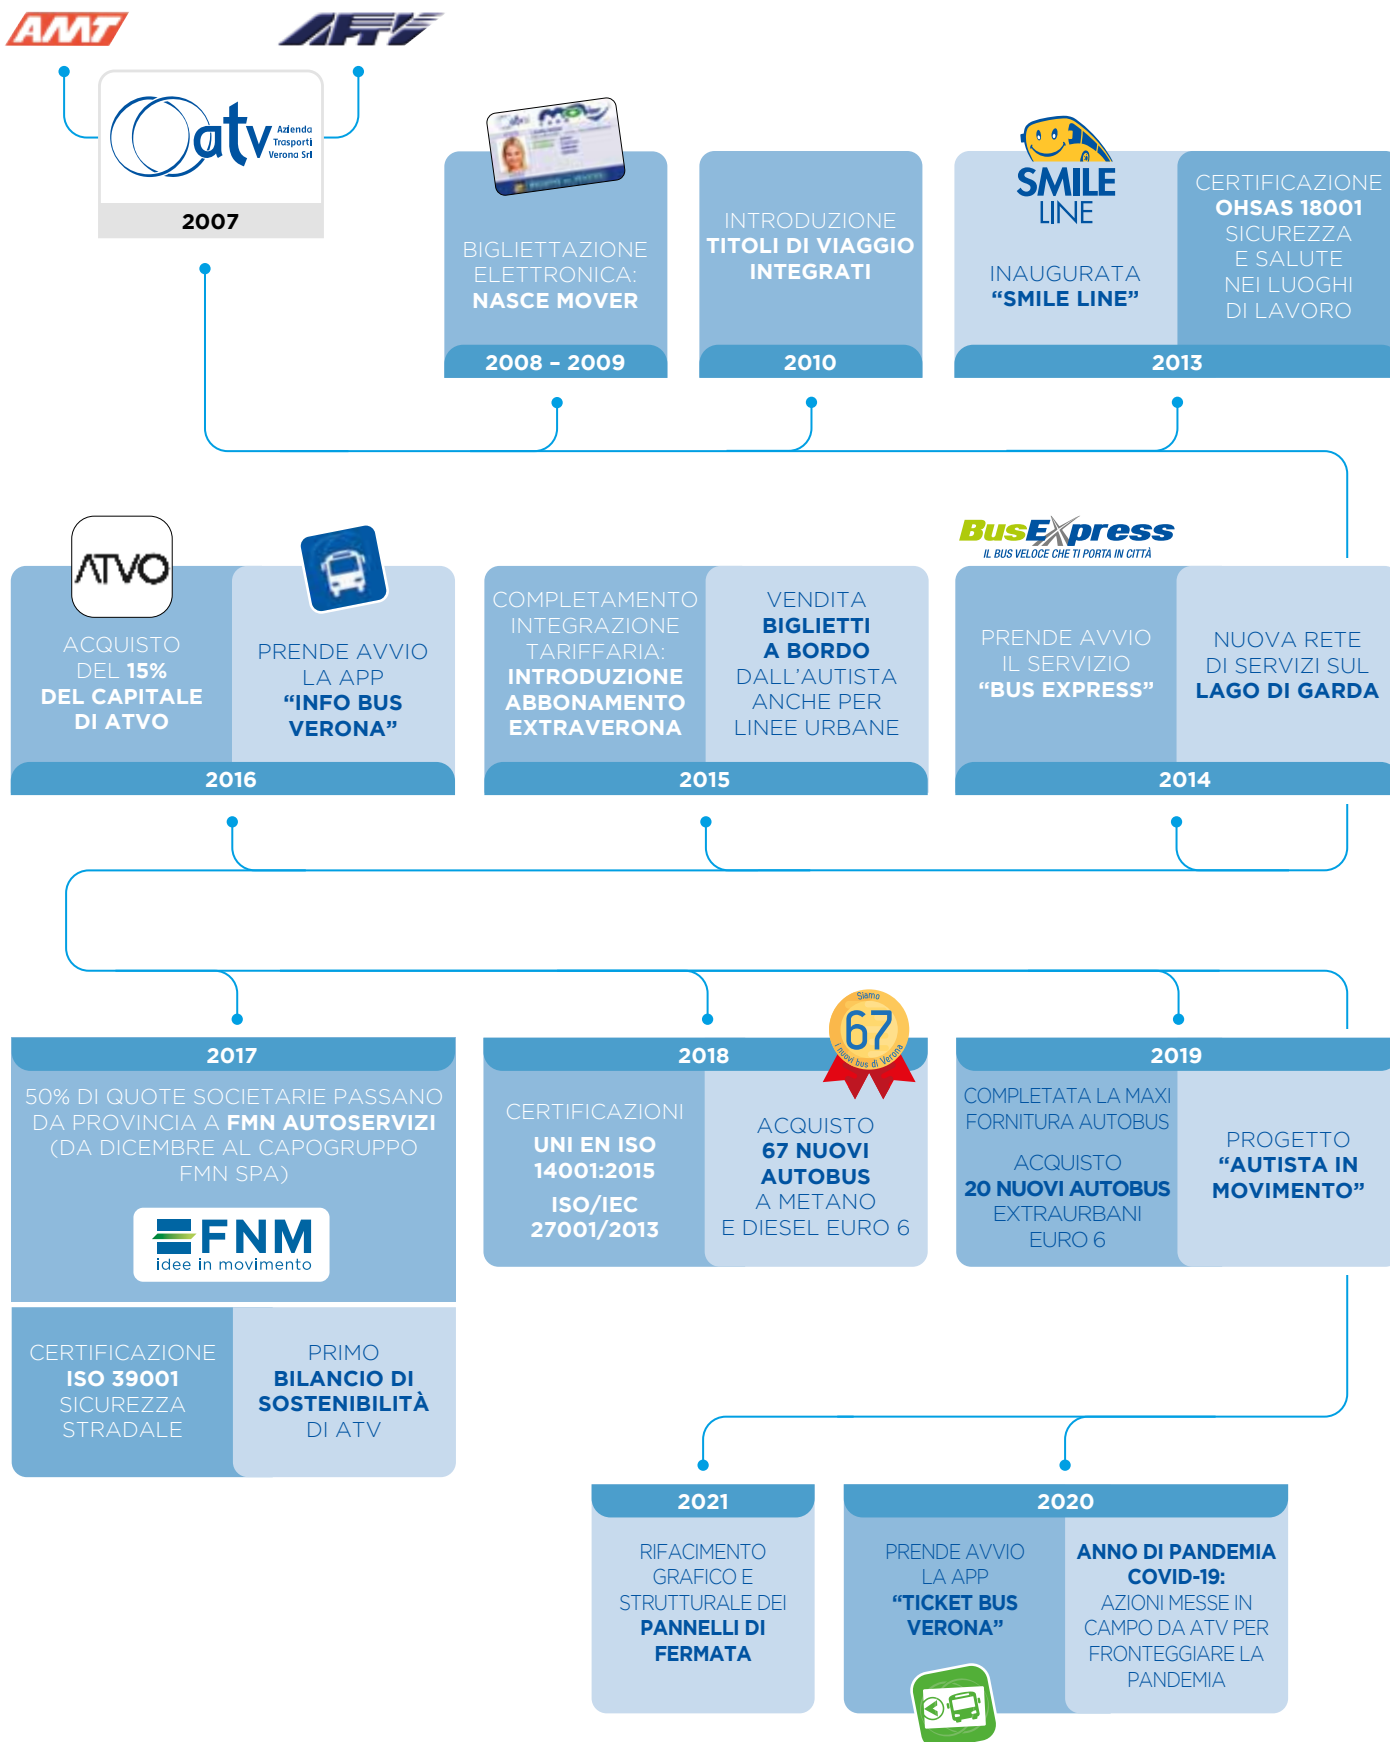 AMT
APTV
atv
Azienda
Trasporti
Verona Srl
2007
BIGLIETTAZIONE
ELETTRONICA:
NASCE MOVER
2008 – 2009
INTRODUZIONE
TITOLI DI VIAGGIO
INTEGRATI
2010
SMILE
LINE
INAUGURATA
“SMILE LINE”
CERTIFICAZIONE
OHSAS 18001
SICUREZZA
E SALUTE
NEI LUOGHI
DI LAVORO
2013
ATVO
ACQUISTO
DEL 15%
DEL CAPITALE
DI ATVO
PRENDE AVVIO
LA APP
“INFO BUS
VERONA”
2016
COMPLETAMENTO
INTEGRAZIONE
TARIFFARIA:
INTRODUZIONE
ABBONAMENTO
EXTRAVERONA
VENDITA
BIGLIETTI
A BORDO
DALL’AUTISTA
ANCHE PER
LINEE URBANE
2015
BusExpress
IL BUS VELOCE CHE TI PORTA IN CITTÀ
PRENDE AVVIO
IL SERVIZIO
“BUS EXPRESS”
NUOVA RETE
DI SERVIZI SUL
LAGO DI GARDA
2014
2017
50% DI QUOTE SOCIETARIE PASSANO
DA PROVINCIA A FMN AUTOSERVIZI
(DA DICEMBRE AL CAPOGRUPPO
FMN SPA)
FNM
idee in movimento
CERTIFICAZIONE
ISO 39001
SICUREZZA
STRADALE
PRIMO
BILANCIO DI
SOSTENIBILITÀ
DI ATV
2018
CERTIFICAZIONI
UNI EN ISO
14001:2015
ISO/IEC
27001/2013
Siamo
67
i nuovi bus di Verona
ACQUISTO
67 NUOVI
AUTOBUS
A METANO
E DIESEL EURO 6
2019
COMPLETATA LA MAXI
FORNITURA AUTOBUS
ACQUISTO
20 NUOVI AUTOBUS
EXTRAURBANI
EURO 6
PROGETTO
“AUTISTA IN
MOVIMENTO”
2021
RIFACIMENTO
GRAFICO E
STRUTTURALE DEI
PANNELLI DI
FERMATA
2020
PRENDE AVVIO
LA APP
“TICKET BUS
VERONA”
ANNO DI PANDEMIA
COVID-19:
AZIONI MESSE IN
CAMPO DA ATV PER
FRONTEGGIARE LA
PANDEMIA